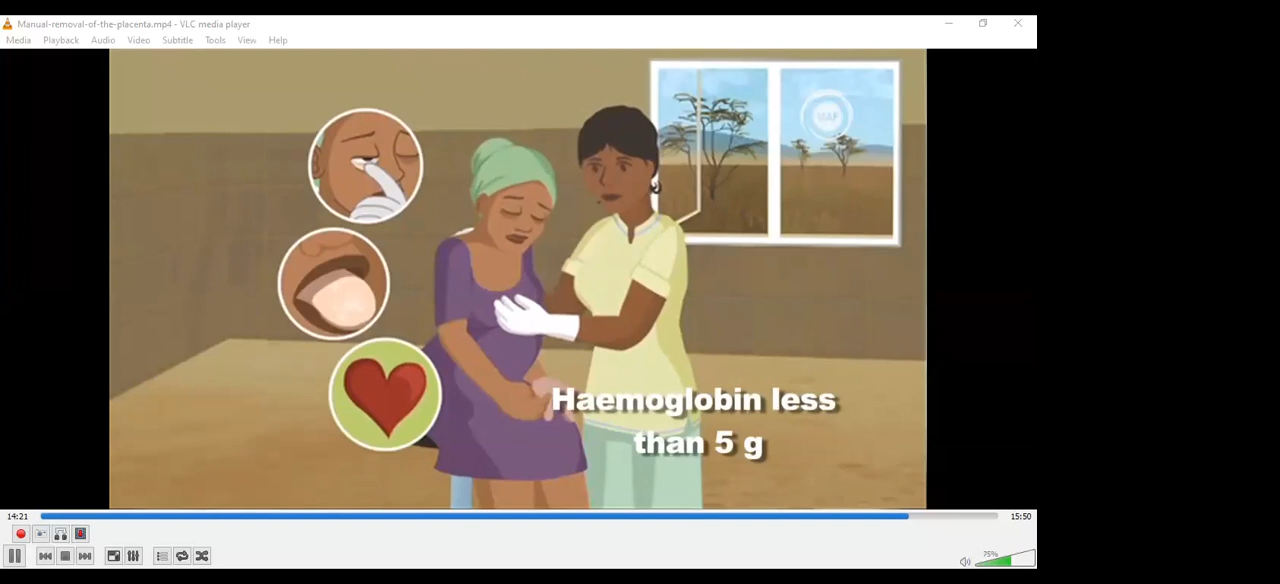 Manual-removal-of-the-placenta.mp4 - VLC media player
Media Playback Audio Video Subtitle Tools View Help
MAF
Haemoglobin less
than 5 g
14:21
15:50
75%